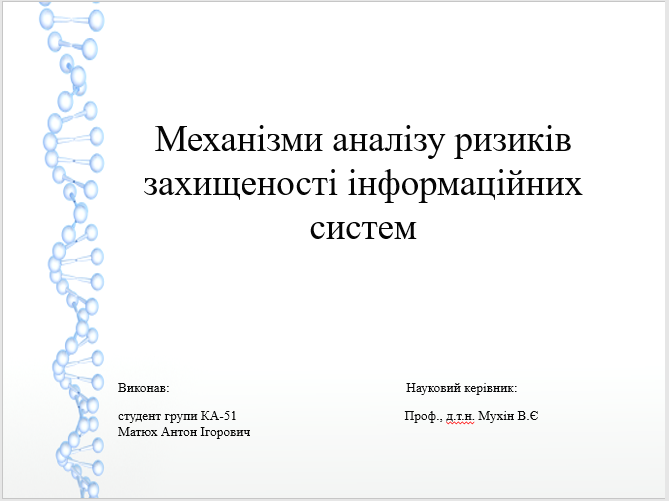 Механізми аналізу ризиків
захищеності інформаційних
систем
Виконав:
Науковий керівник:
студент групи КА-51
Проф., д.т.н. Мухін В.Є
Матюх Антон Ігорович